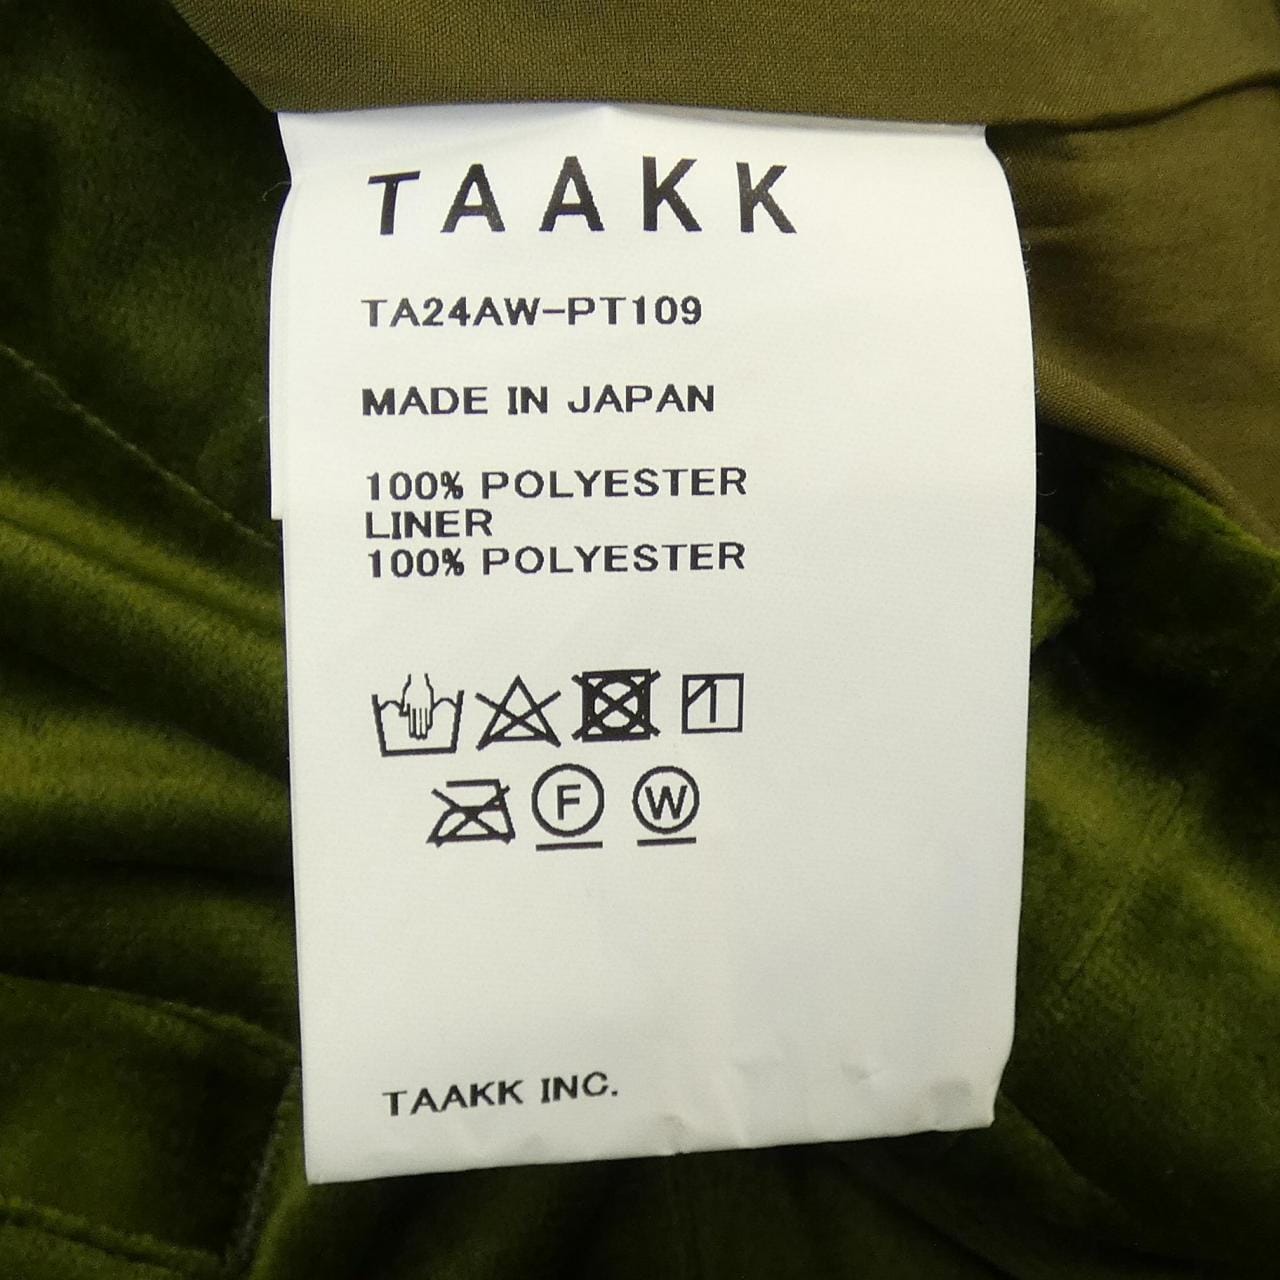 TAAKK
TA24AW-PT109
MADE IN JAPAN
100% POLYESTER
LINER
100% POLYESTER
F W
TAAKK INC.